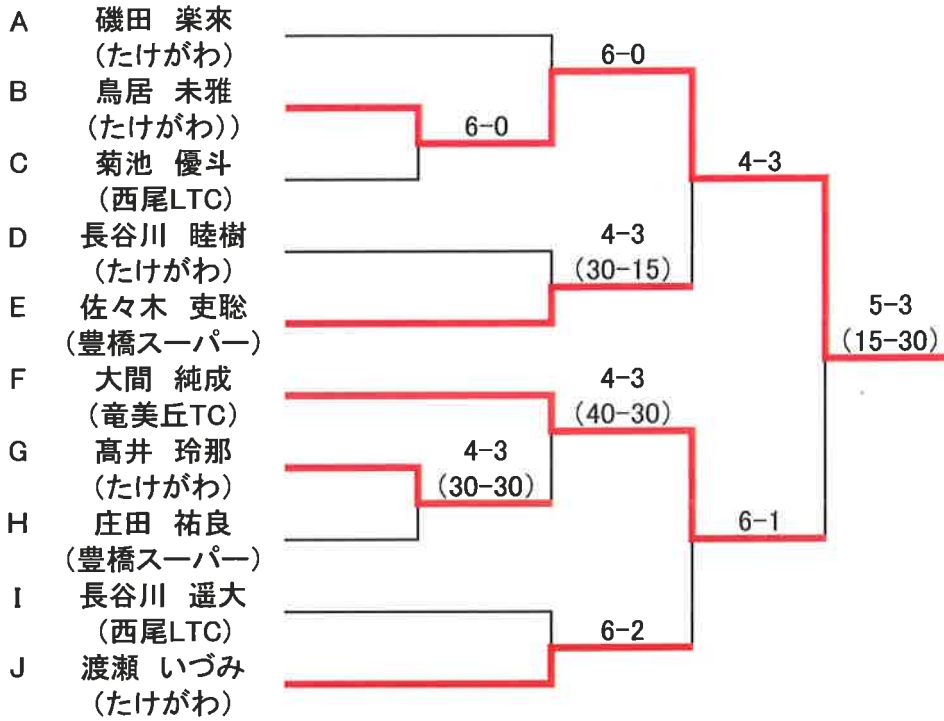 A 磯田 楽來
(たけがわ)
6-0
B 鳥居 未雅
(たけがわ))
6-0
C 菊池 優斗
(西尾LTC)
4-3
D 長谷川 睦樹
(たけがわ)
4-3
(30-15)
E 佐々木 吏聡
(豊橋スーパー)
5-3
(15-30)
F 大間 純成
(竜美丘TC)
4-3
(40-30)
G 髙井 玲那
(たけがわ)
4-3
(30-30)
H 庄田 祐良
(豊橋スーパー)
6-1
I 長谷川 遥大
(西尾LTC)
6-2
J 渡瀬 いづみ
(たけがわ)